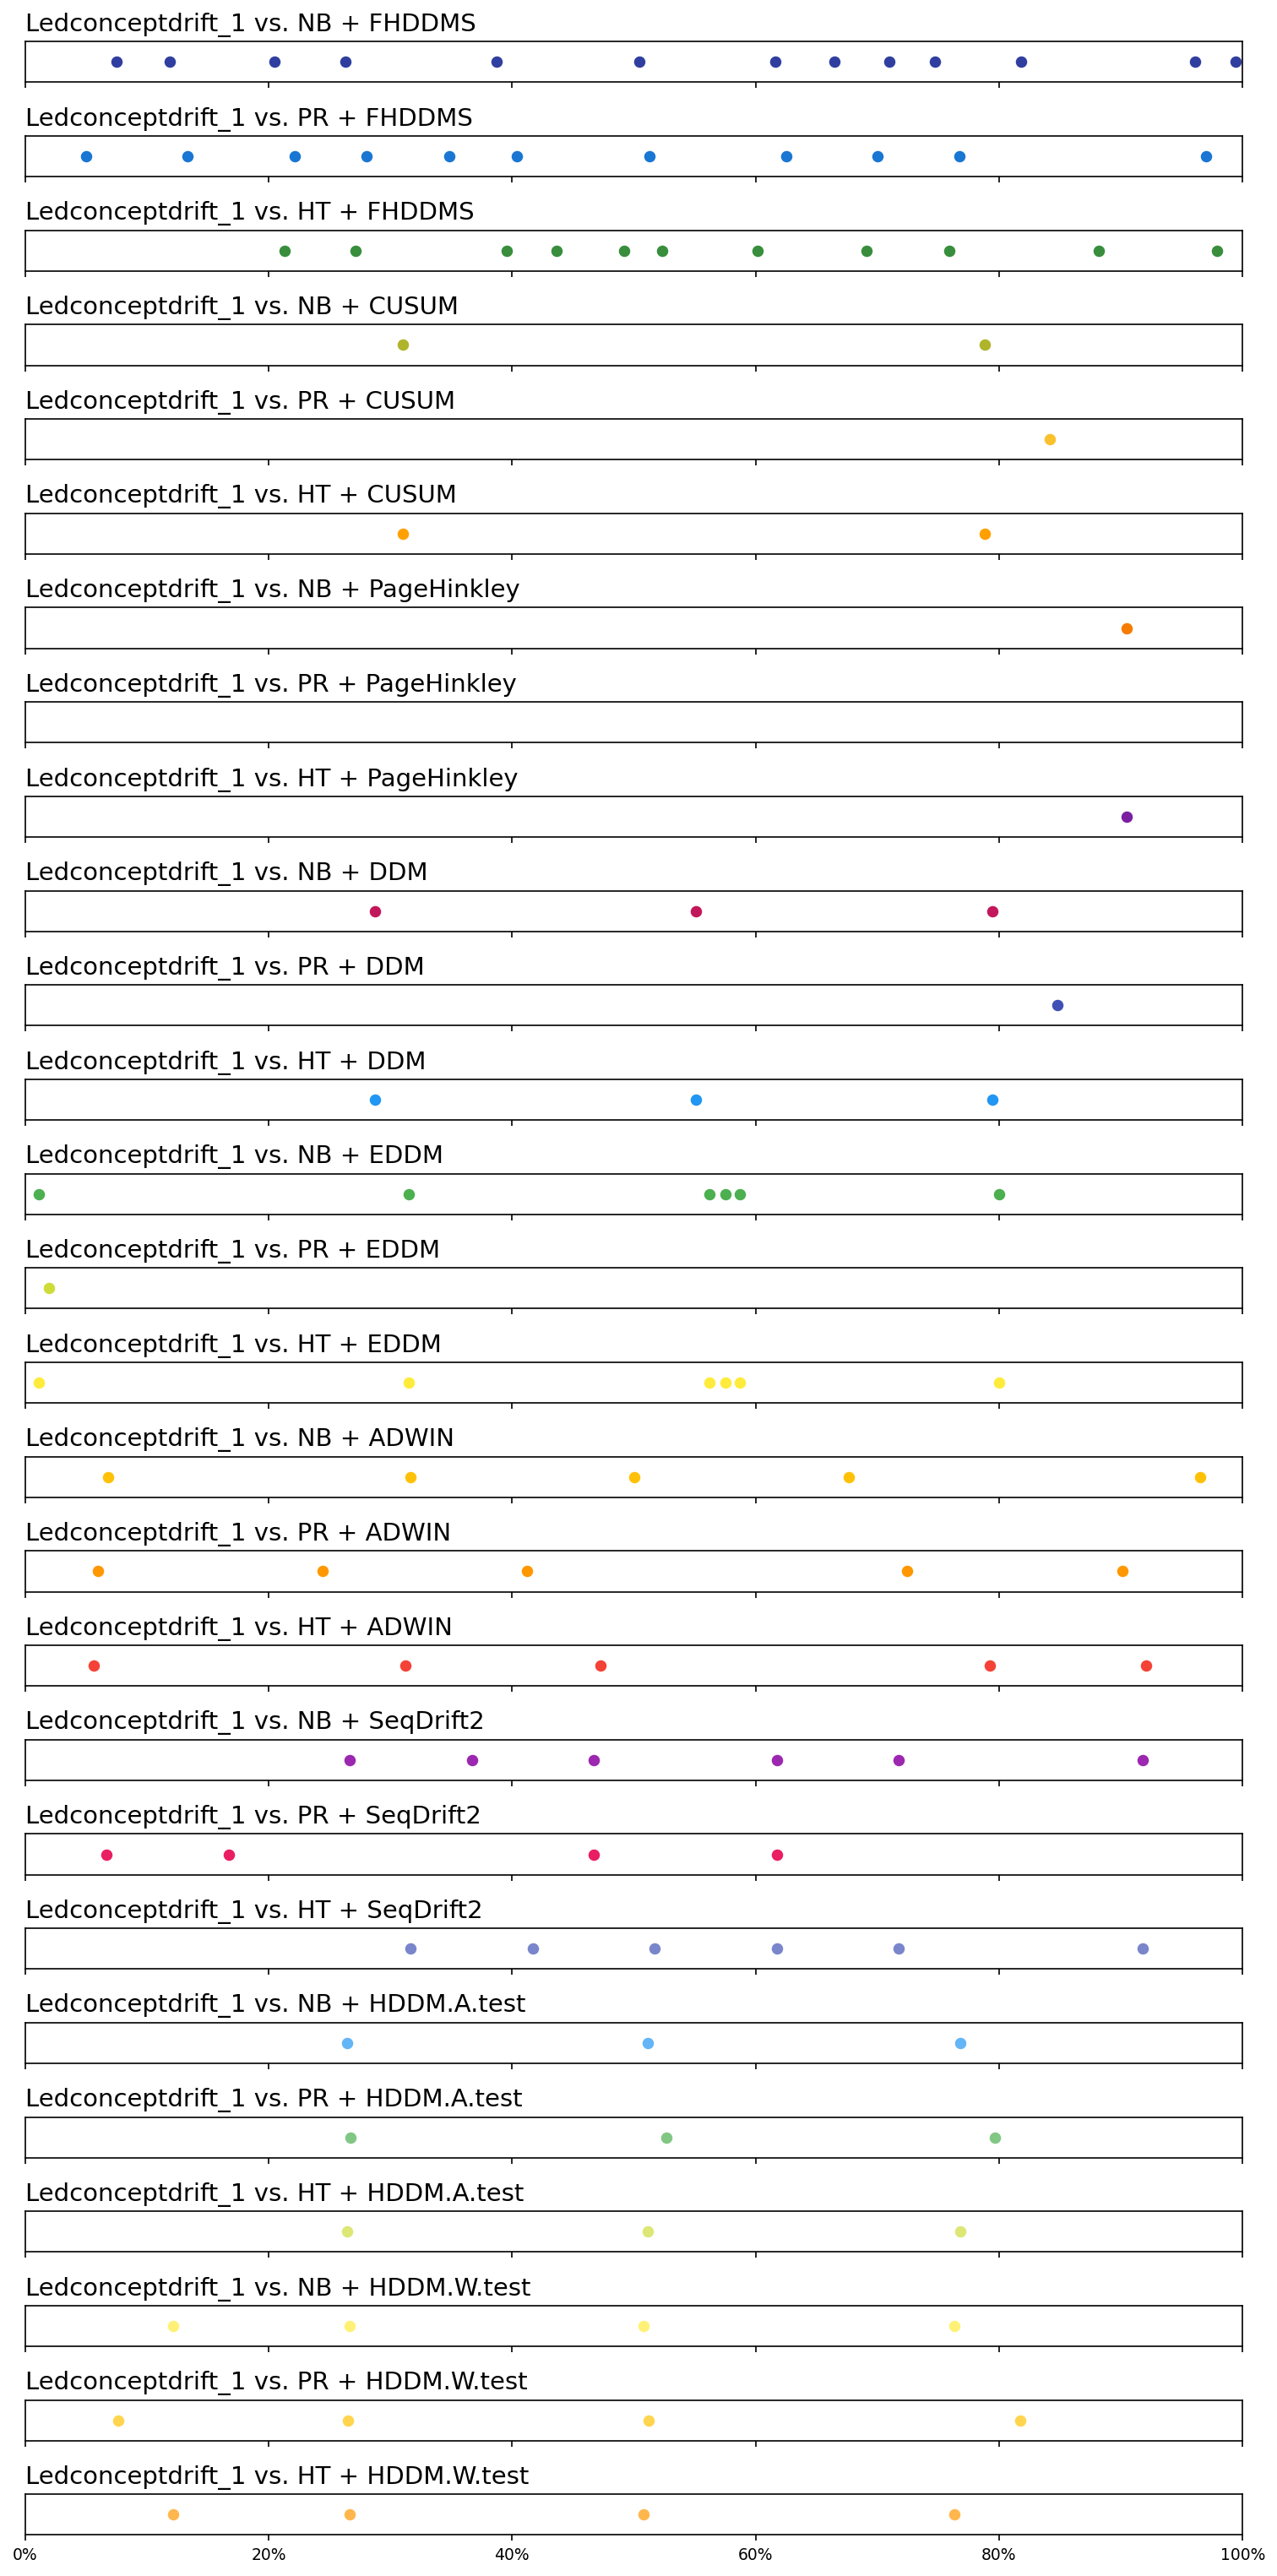 Ledconceptdrift_1 vs. NB + FHDDMS
Ledconceptdrift_1 vs. PR + FHDDMS
Ledconceptdrift_1 vs. HT + FHDDMS
Ledconceptdrift_1 vs. NB + CUSUM
Ledconceptdrift_1 vs. PR + CUSUM
Ledconceptdrift_1 vs. HT + CUSUM
Ledconceptdrift_1 vs. NB + PageHinkley
Ledconceptdrift_1 vs. PR + PageHinkley
Ledconceptdrift_1 vs. HT + PageHinkley
Ledconceptdrift_1 vs. NB + DDM
Ledconceptdrift_1 vs. PR + DDM
Ledconceptdrift_1 vs. HT + DDM
Ledconceptdrift_1 vs. NB + EDDM
Ledconceptdrift_1 vs. PR + EDDM
Ledconceptdrift_1 vs. HT + EDDM
Ledconceptdrift_1 vs. NB + ADWIN
Ledconceptdrift_1 vs. PR + ADWIN
Ledconceptdrift_1 vs. HT + ADWIN
Ledconceptdrift_1 vs. NB + SeqDrift2
Ledconceptdrift_1 vs. PR + SeqDrift2
Ledconceptdrift_1 vs. HT + SeqDrift2
Ledconceptdrift_1 vs. NB + HDDM.A.test
Ledconceptdrift_1 vs. PR + HDDM.A.test
Ledconceptdrift_1 vs. HT + HDDM.A.test
Ledconceptdrift_1 vs. NB + HDDM.W.test
Ledconceptdrift_1 vs. PR + HDDM.W.test
Ledconceptdrift_1 vs. HT + HDDM.W.test
0% 20% 40% 60% 80% 100%